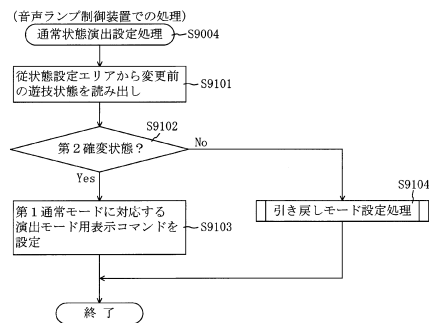 (音声ランプ制御装置での処理)
通常状態演出設定処理
S9004
従状態設定エリアから変更前
の遊技状態を読み出し
S9101
S9102
第2確変状態?
No
Yes
S9104
第1通常モードに対応する
演出モード用表示コマンドを
設定
S9103
引き戻しモード設定処理
終了